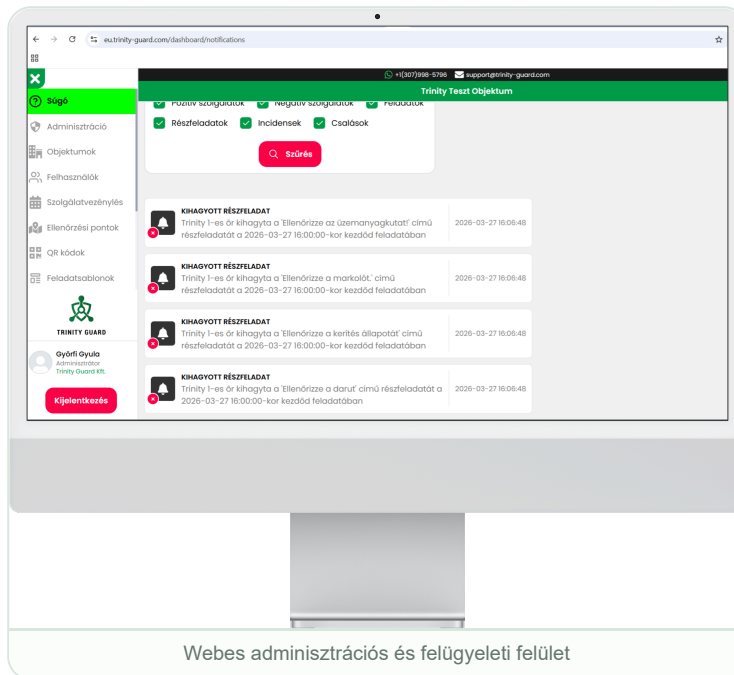 eu.trinity-guard.com/dashboard/notifications
+1(307)998-5796 support@trinity-guard.com
Trinity Teszt Objektum
Súgó
Adminisztráció
Objektumok
Felhasználók
Szolgálatvezénylés
Ellenőrzési pontok
QR kódok
Feladatsablonok
TRINITY GUARD
Győrfi Gyula
Adminisztrátor
Trinity Guard Kft.
Kijelentkezés
Pozitív szolgálatok Negatív szolgálatok Feladatok
Részfeladatok Incidensek Csalások
Szűrés
KIHAGYOTT RÉSZFELADAT
Trinity 1-es őr kihagyta a 'Ellenőrizze az üzemanyagkutat!' című
részfeladatát a 2026-03-27 16:00:00-kor kezdőd feladatában
2026-03-27 16:06:48
KIHAGYOTT RÉSZFELADAT
Trinity 1-es őr kihagyta a 'Ellenőrizze a markolót.' című
részfeladatát a 2026-03-27 16:00:00-kor kezdőd feladatában
2026-03-27 16:06:48
KIHAGYOTT RÉSZFELADAT
Trinity 1-es őr kihagyta a 'Ellenőrizze a kerítés állapotát' című
részfeladatát a 2026-03-27 16:00:00-kor kezdőd feladatában
2026-03-27 16:06:48
KIHAGYOTT RÉSZFELADAT
Trinity 1-es őr kihagyta a 'Ellenőrizze a darut' című részfeladatát a
2026-03-27 16:00:00-kor kezdőd feladatában
2026-03-27 16:06:48
Webes adminisztrációs és felügyeleti felület